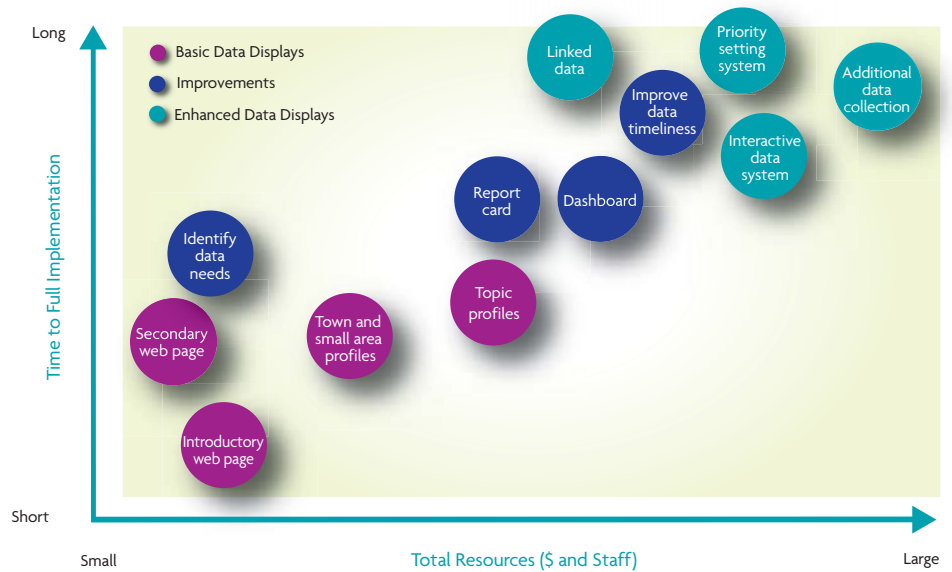 Long
Basic Data Displays
Improvements
Enhanced Data Displays
Linked
data
Priority
setting
system
Additional
data
collection
Improve
data
timeliness
Interactive
data
system
Report
card
Dashboard
Identify
data
needs
Topic
profiles
Secondary
web page
Town and
small area
profiles
Introductory
web page
Time to Full Implementation
Short
Small
Total Resources ($ and Staff)
Large